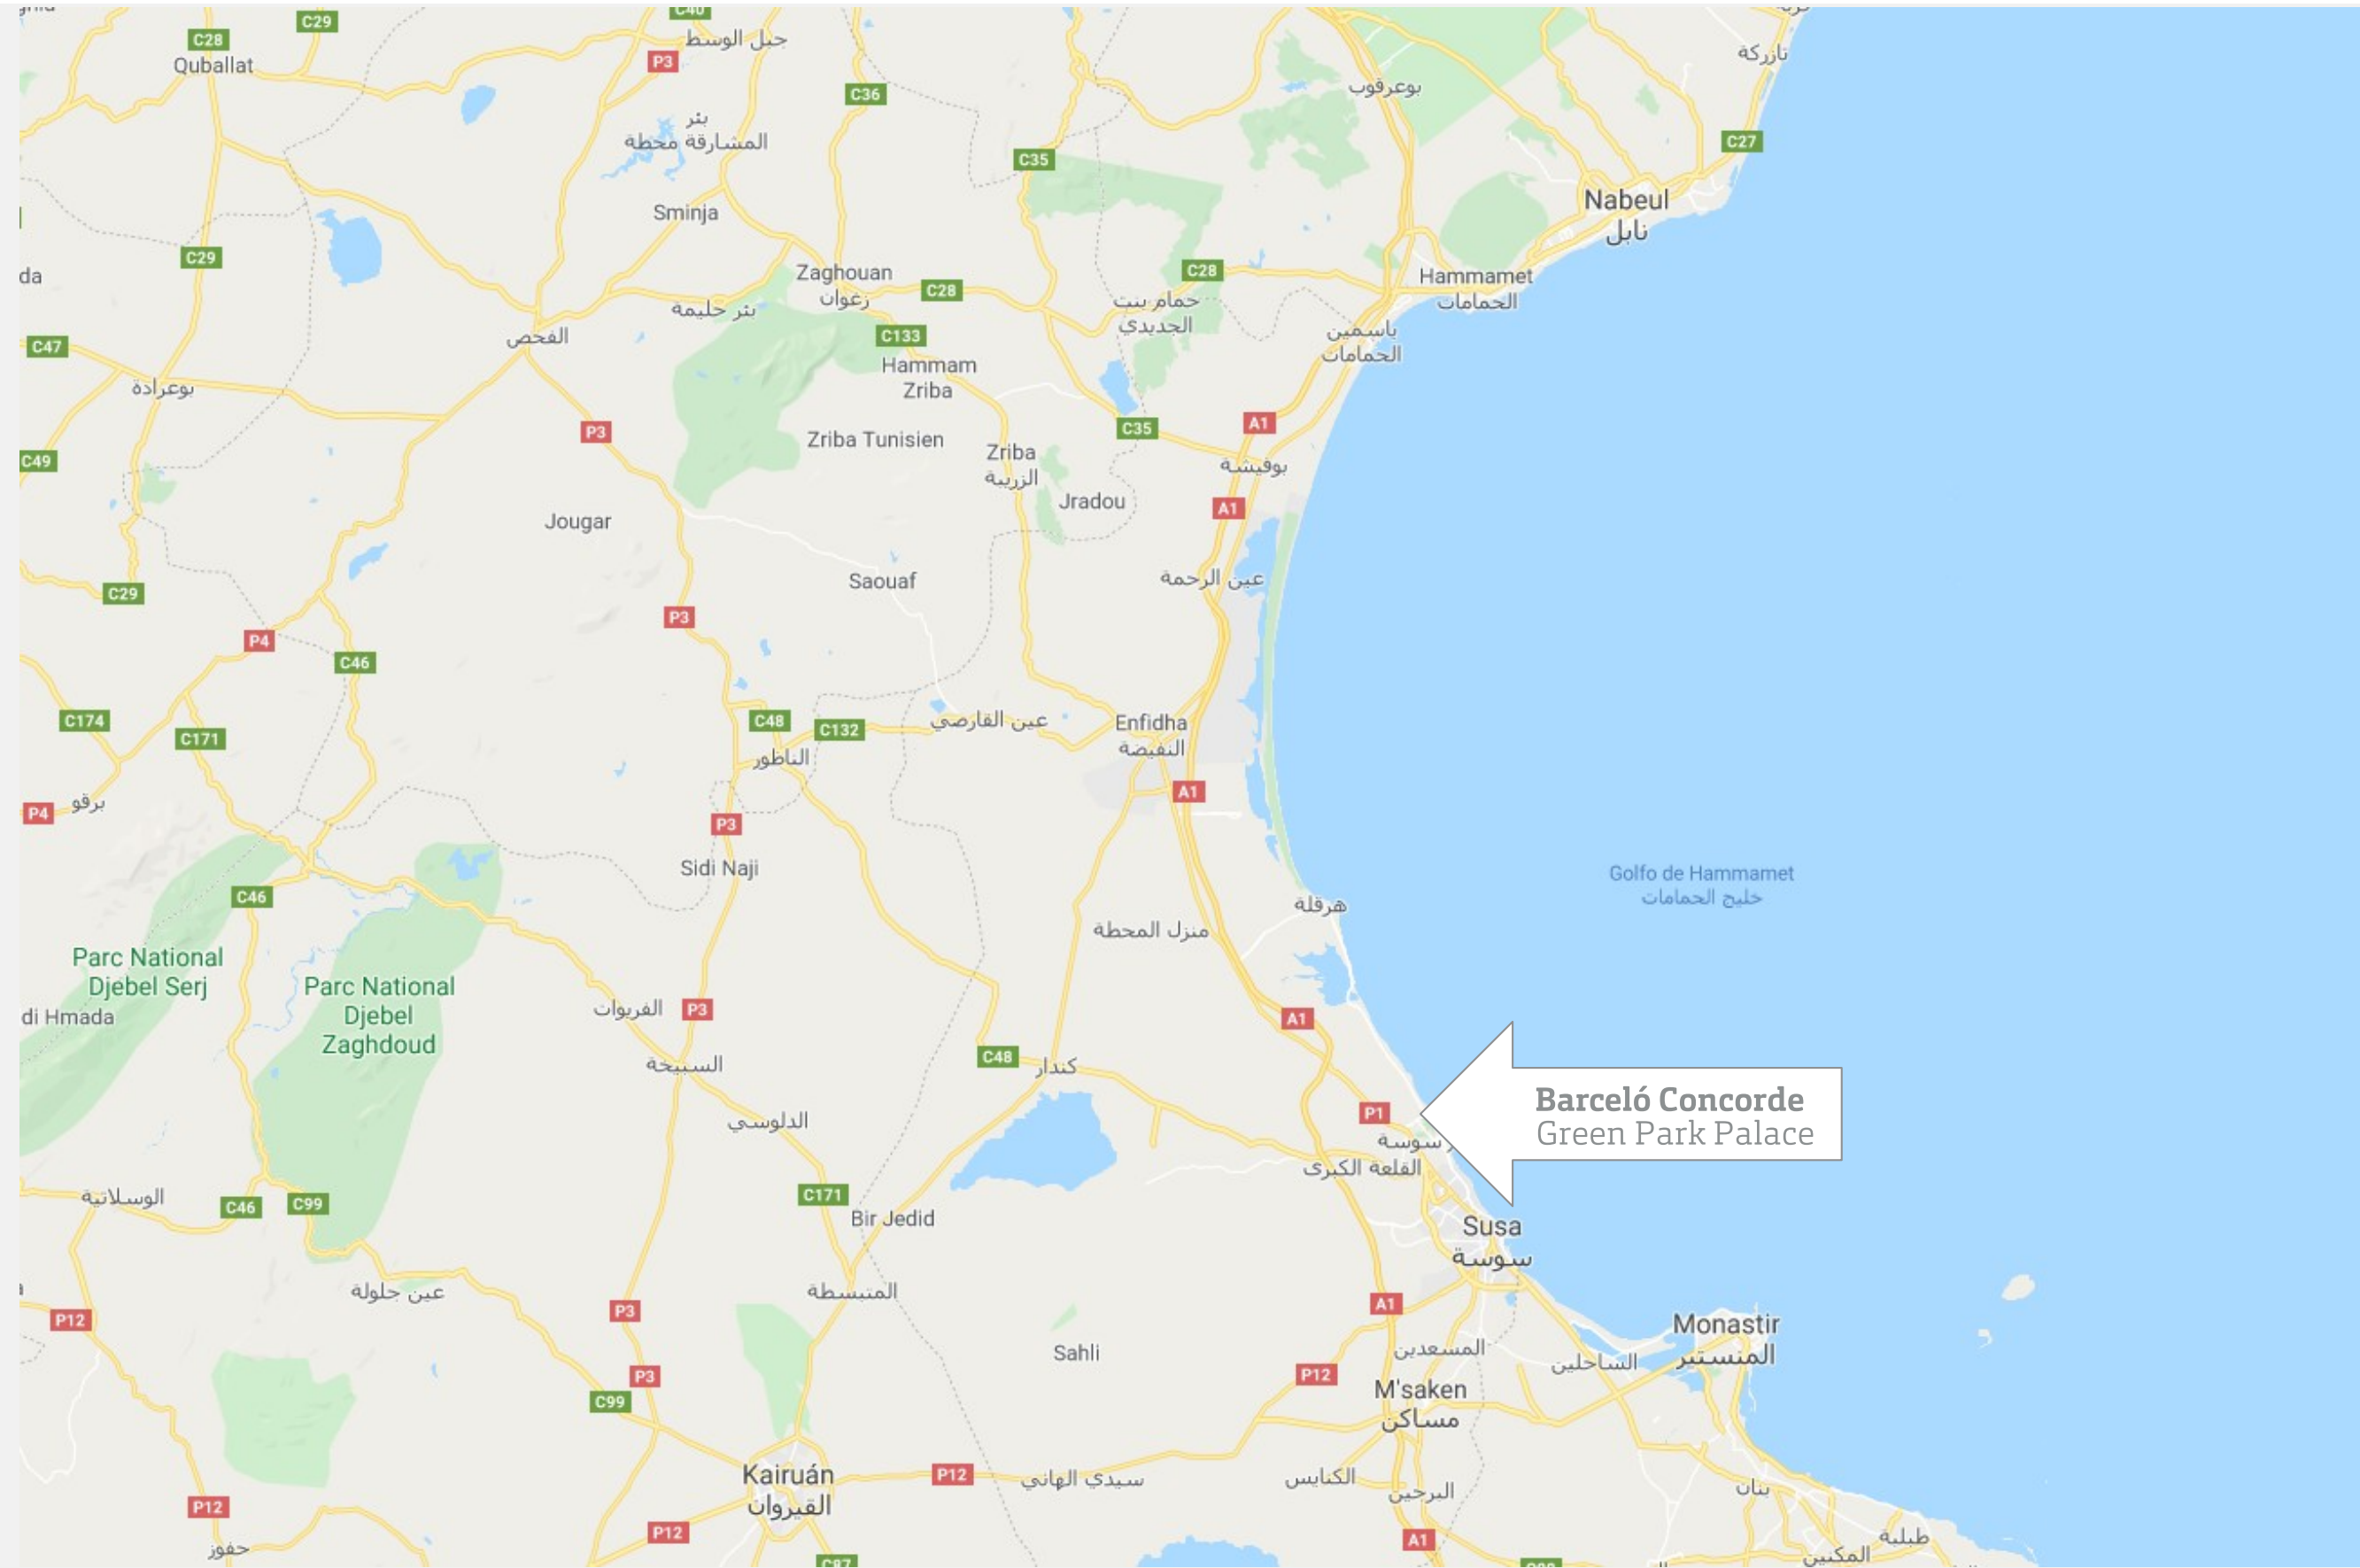 C40
C29
C28
جبل الوسط
Quballat
P3
تازركة
بوعرقوب
C36
بئر
المشارقة محطة
C27
C35
Nabeul
نابل
Sminja
C29
Zaghouan
زغوان
C28
C28
Hammamet
الحمامات
da
بئر حليمة
حمام بنت
الجديدي
ياسمين
الحمامات
الفحص
C133
C47
Hammam
Zriba
بوعرادة
P3
C35
A1
Zriba Tunisien
Zriba
الزريبة
C49
بوفيشة
Jradou
A1
Jougar
عين الرحمة
Saouaf
C29
P3
P4
C46
C174
C48
C132
عين القارصي
Enfidha
النفيضة
C171
الناظور
A1
برقو
P4
P3
Sidi Naji
Golfo de Hammamet
خليج الحمامات
C46
هرقلة
منزل المحطة
Parc National
Djebel Serj
Parc National
Djebel
Zaghdoud
di Hmada
الفريوات
P3
A1
السبيخة
C48
كندار
Barceló Concorde
Green Park Palace
P1
الدلوسي
سوسة
القلعة الكبرى
الوسلاتية
C46
C99
C171
Bir Jedid
Susa
سوسة
عين جلولة
المتبسطة
P3
A1
P12
Monastir
المنستير
Sahli
المسعدين
الساحلين
P3
P12
C99
M'saken
مساكن
Kairuán
القيروان
P12
سيدي الهاني
الكنايس
البرجين
بنان
P12
P12
A1
طبلبة
حفوز
المكنين
C87